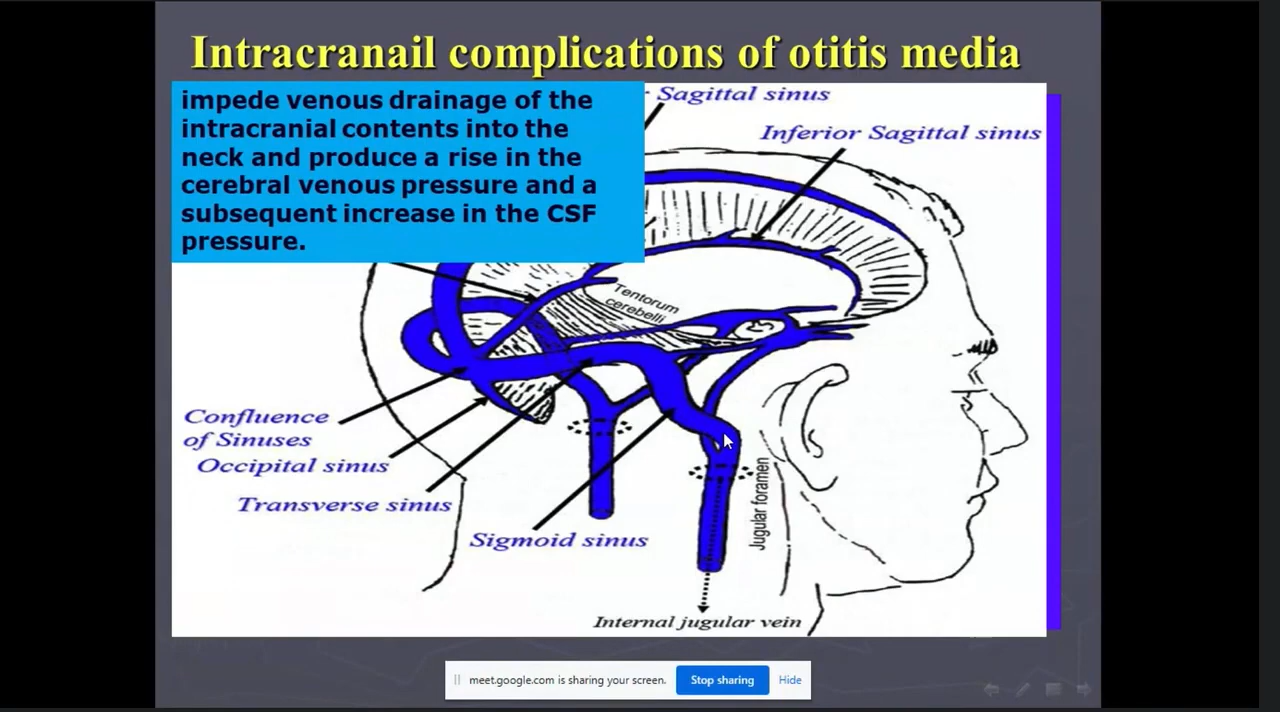 Intracranail complications of otitis media
impede venous drainage of the
intracranial contents into the
neck and produce a rise in the
cerebral venous pressure and a
subsequent increase in the CSF
pressure.
Sagittal sinus
Inferior Sagittal sinus
Tentorum
cerebelli
Confluence
of Sinuses
Occipital sinus
Transverse sinus
Sigmoid sinus
Jugular foramen
Internal jugular vein
meet.google.com is sharing your screen.
Stop sharing
Hide